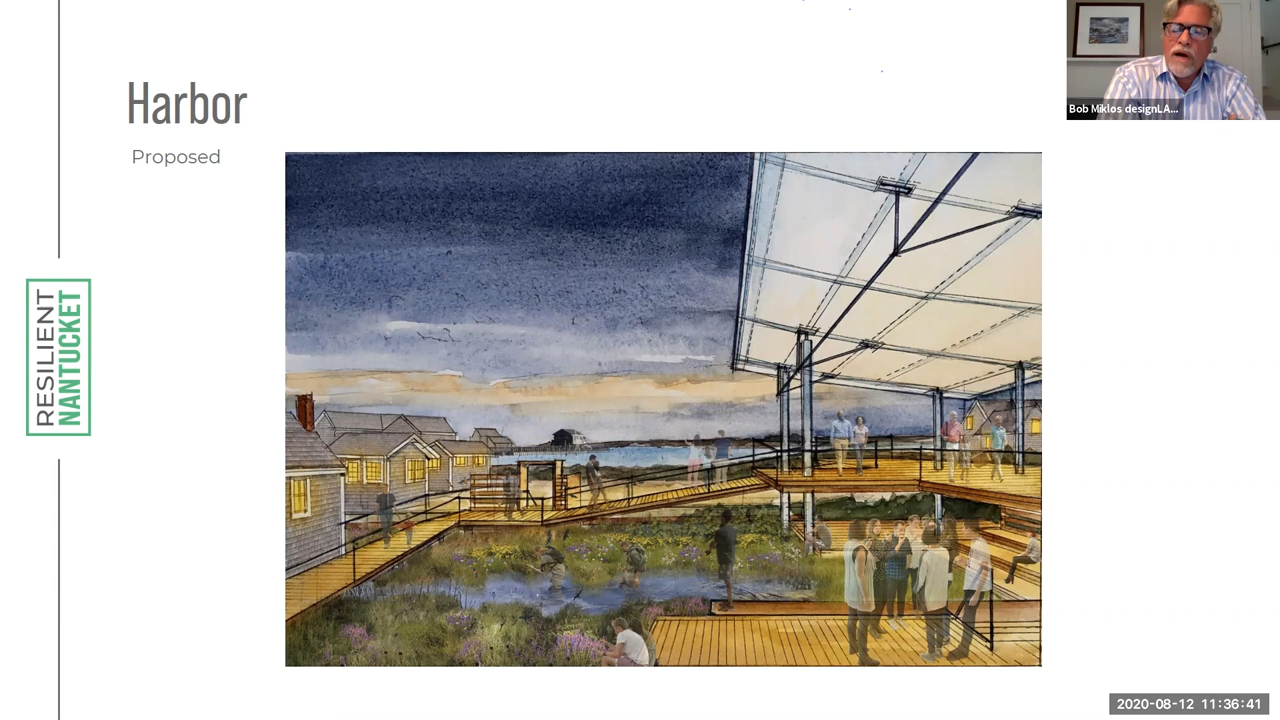 Harbor
Proposed
RESILIENT
NANTUCKET
Bob Miklos designLA...
2020-08-12 11:36:41